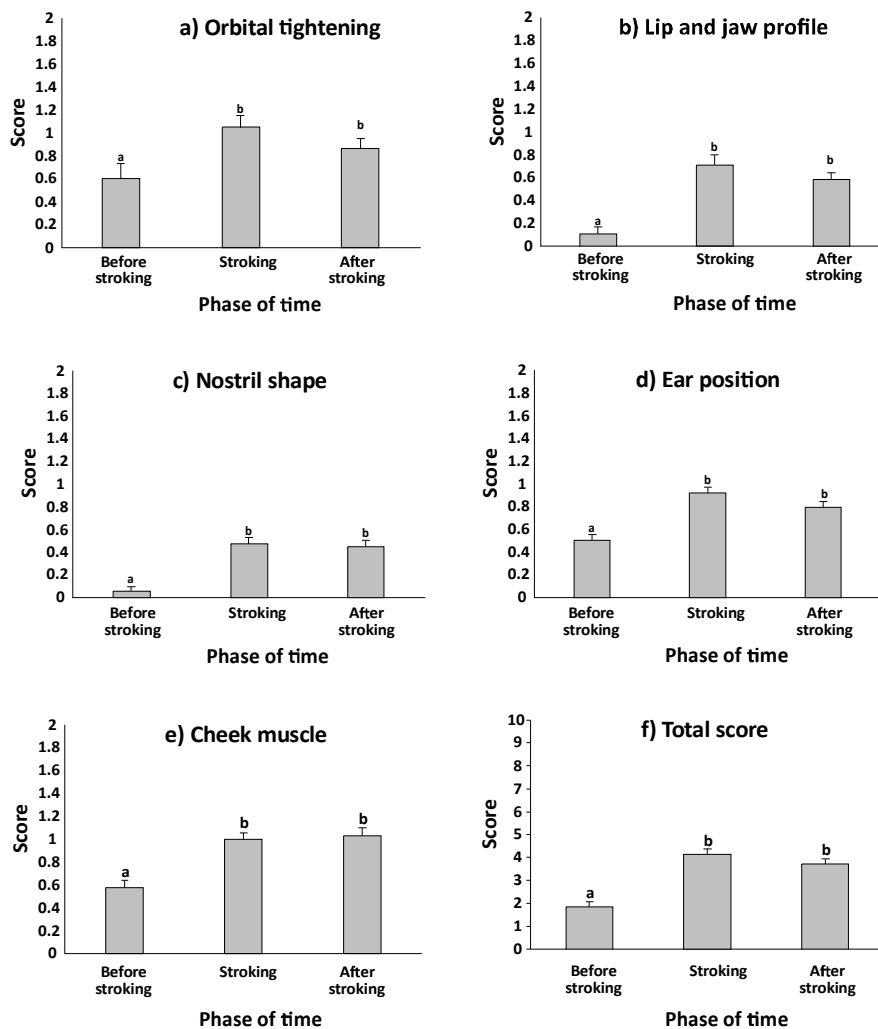 a) Orbital tightening
2
1.8
1.6
1.4
1.2
1
0.8
0.6
0.4
0.2
0
Score
a
b
b
Before stroking
Stroking
After stroking
Phase of time
b) Lip and jaw profile
2
1.8
1.6
1.4
1.2
1
0.8
0.6
0.4
0.2
0
Score
a
b
b
Before stroking
Stroking
After stroking
Phase of time
c) Nostril shape
2
1.8
1.6
1.4
1.2
1
0.8
0.6
0.4
0.2
0
Score
a
b
b
Before stroking
Stroking
After stroking
Phase of time
d) Ear position
2
1.8
1.6
1.4
1.2
1
0.8
0.6
0.4
0.2
0
Score
a
b
b
Before stroking
Stroking
After stroking
Phase of time
e) Cheek muscle
2
1.8
1.6
1.4
1.2
1
0.8
0.6
0.4
0.2
0
Score
a
b
b
Before stroking
Stroking
After stroking
Phase of time
f) Total score
10
9
8
7
6
5
4
3
2
1
0
Score
a
b
b
Before stroking
Stroking
After stroking
Phase of time